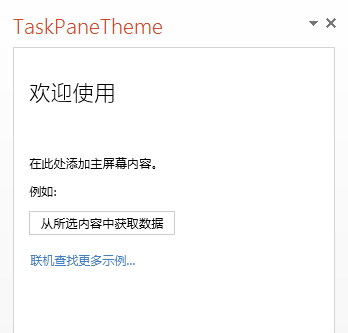 TaskPaneTheme
欢迎使用
在此处添加主屏幕内容。
例如:
从所选内容中获取数据
联机查找更多示例...